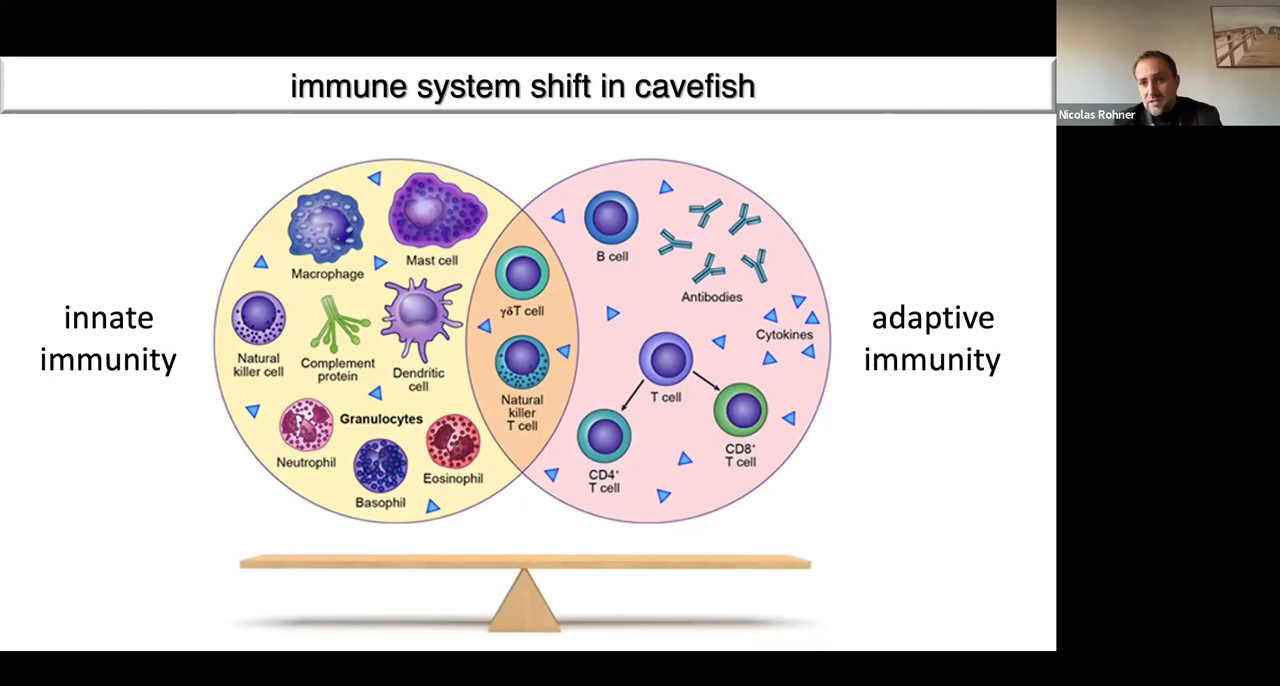 immune system shift in cavefish
Nicolas Rohner
innate
immunity
Macrophage
Mast cell
Natural
killer cell
Complement
protein
Dendritic
cell
Granulocytes
Neutrophil
Basophil
Eosinophil
γδT cell
Natural
killer
T cell
B cell
Antibodies
Cytokines
T cell
CD4⁺
T cell
CD8⁺
T cell
adaptive
immunity